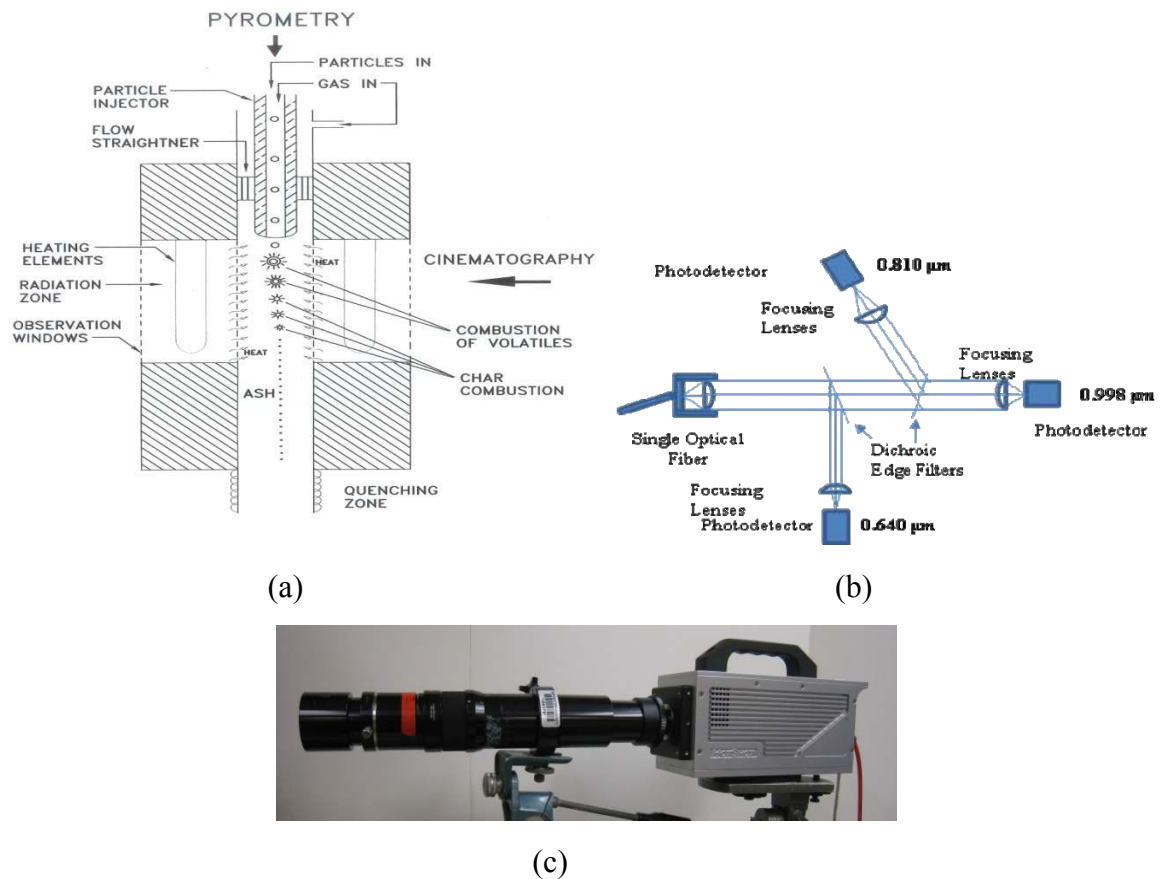 PYROMETRY
PARTICLES IN
GAS IN
PARTICLE
INJECTOR
FLOW
STRAIGHTNER
HEATING
ELEMENTS
RADIATION
ZONE
OBSERVATION
WINDOWS
HEAT
HEAT
CINEMATOGRAPHY
COMBUSTION
OF VOLATILES
CHAR
COMBUSTION
ASH
QUENCHING
ZONE
(a)
Photodetector
0.810 µm
Focusing
Lenses
Focusing
Lenses
0.998 µm
Photodetector
Single Optical
Fiber
Dichroic
Edge Filters
Focusing
Lenses
Photodetector
0.640 µm
(b)
(c)